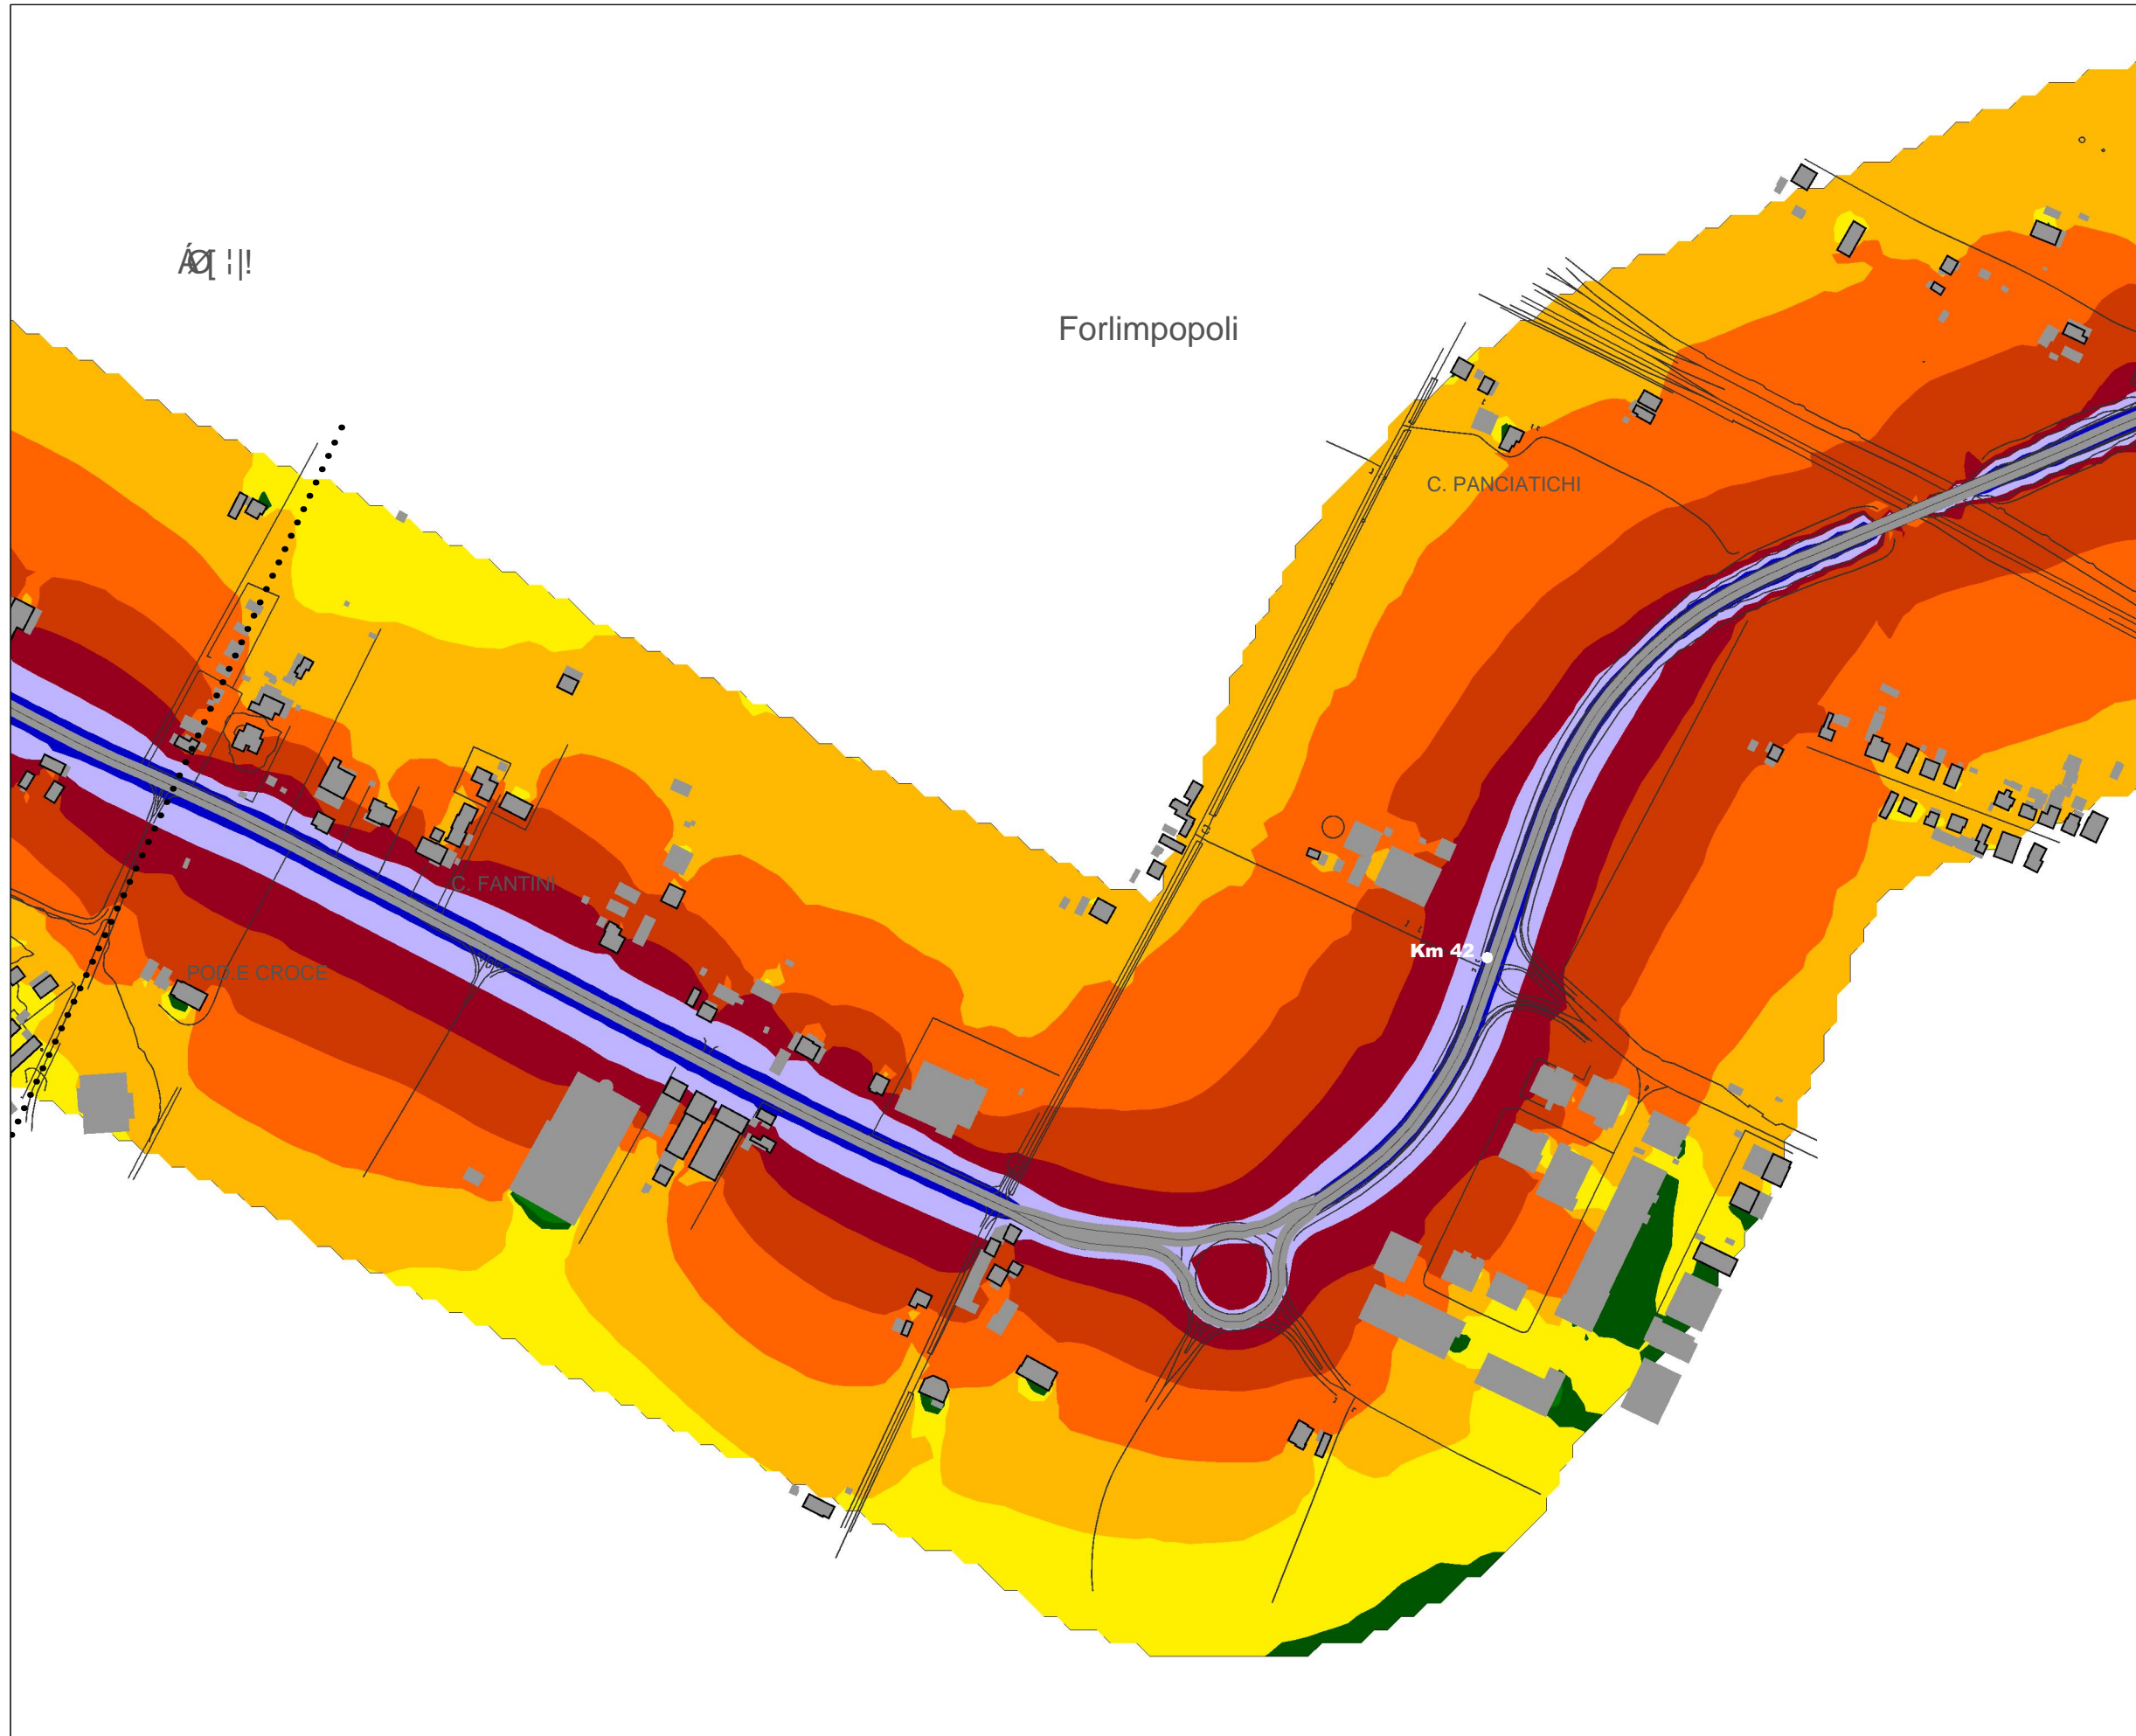 Forlimpopoli
C. PANCIATICHI
C. FANTINI
Km 42
POD.E CROCE